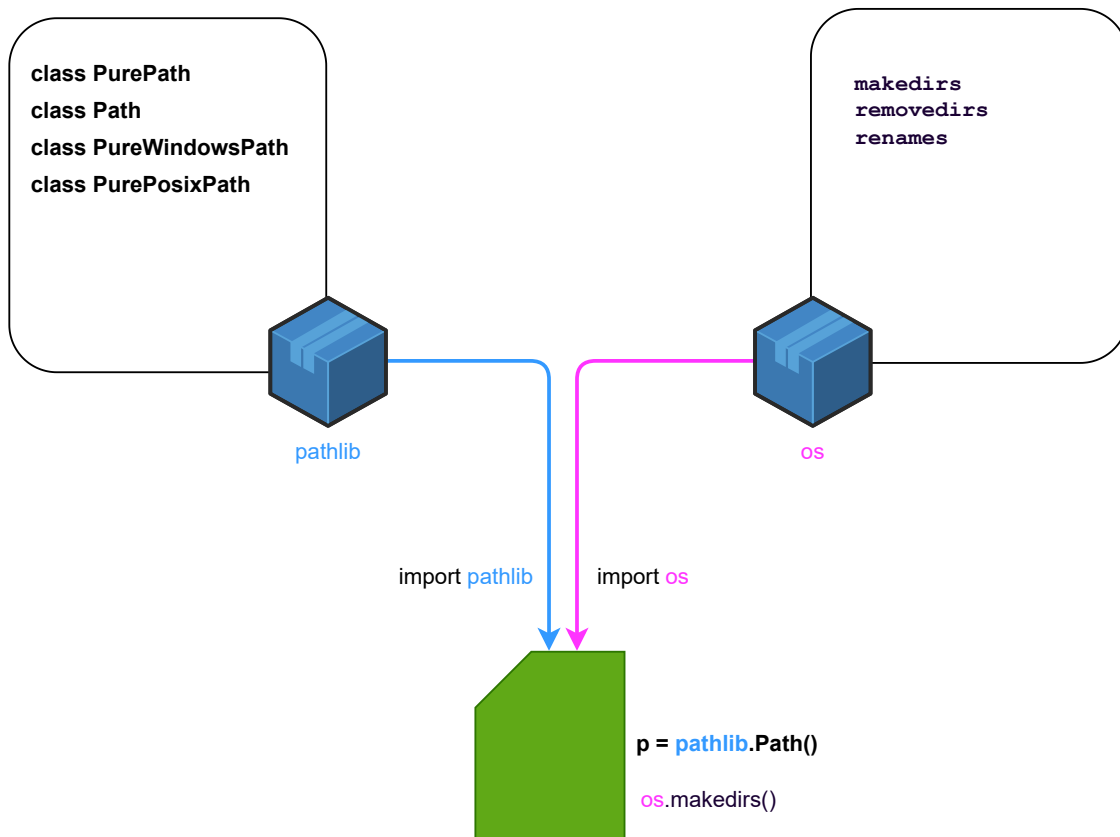 class PurePath
class Path
class PureWindowsPath
class PurePosixPath
makedirs
removedirs
renames
pathlib
os
import pathlib
import os
p = pathlib.Path()
os.makedirs()